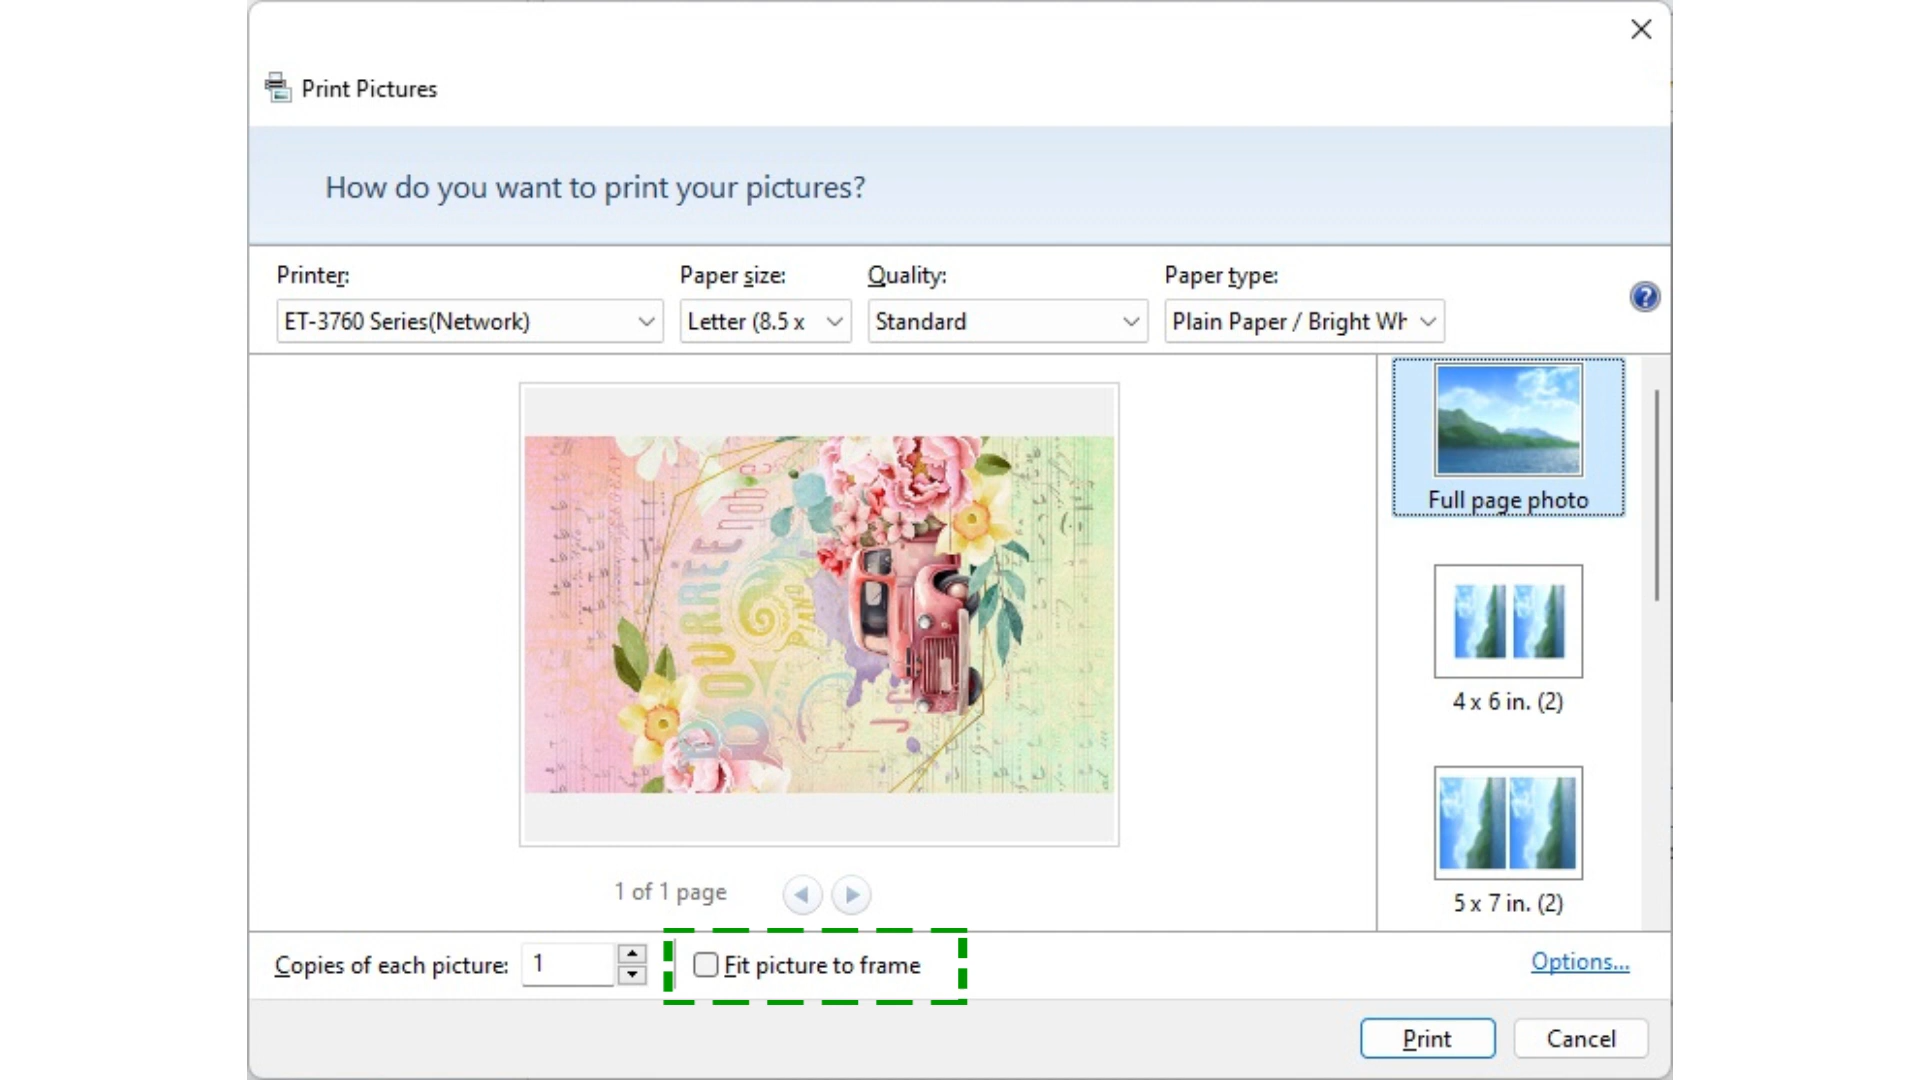 Print Pictures
How do you want to print your pictures?
Printer:
Paper size:
Quality:
Paper type:
ET-3760 Series(Network)
Letter (8.5 x
Standard
Plain Paper / Bright Wh
?
Full page photo
4 x 6 in. (2)
5 x 7 in. (2)
PIANO
1 of 1 page
Copies of each picture:
1
Fit picture to frame
Options...
Print
Cancel